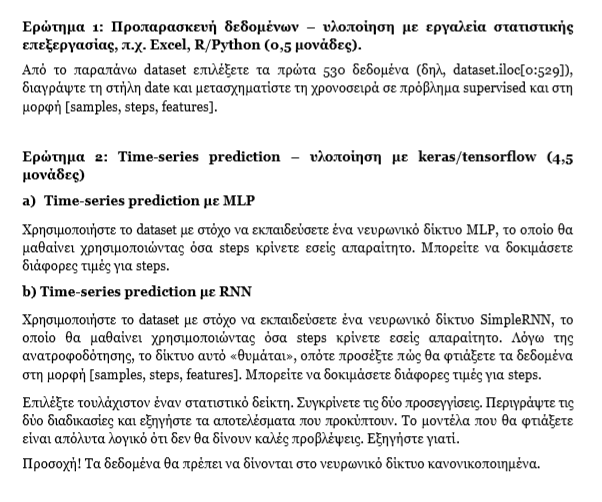 Ερώτημα 1: Προπαρασκευή δεδομένων – υλοποίηση με εργαλεία στατιστικής
επεξεργασίας, π.χ. Excel, R/Python (0,5 μονάδες).
Από το παραπάνω dataset επιλέξετε τα πρώτα 530 δεδομένα (δηλ, dataset.iloc[0:529]),
διαγράψτε τη στήλη date και μετασχηματίστε τη χρονοσειρά σε πρόβλημα supervised και στη
μορφή [samples, steps, features].
Ερώτημα 2: Time-series prediction – υλοποίηση με keras/tensorflow (4,5
μονάδες)
a) Time-series prediction με MLP
Χρησιμοποιήστε το dataset με στόχο να εκπαιδεύσετε ένα νευρωνικό δίκτυο MLP, το οποίο θα
μαθαίνει χρησιμοποιώντας όσα steps κρίνετε εσείς απαραίτητο. Μπορείτε να δοκιμάσετε
διάφορες τιμές για steps.
b) Time-series prediction με RNN
Χρησιμοποιήστε το dataset με στόχο να εκπαιδεύσετε ένα νευρωνικό δίκτυο SimpleRNN, το
οποίο θα μαθαίνει χρησιμοποιώντας όσα steps κρίνετε εσείς απαραίτητο. Λόγω της
ανατροφοδότησης, το δίκτυο αυτό «θυμάται», οπότε προσέξτε πώς θα φτιάξετε τα δεδομένα
στη μορφή [samples, steps, features]. Μπορείτε να δοκιμάσετε διάφορες τιμές για steps.
Επιλέξτε τουλάχιστον έναν στατιστικό δείκτη. Συγκρίνετε τις δύο προσεγγίσεις. Περιγράψτε τις
δύο διαδικασίες και εξηγήστε τα αποτελέσματα που προκύπτουν. Το μοντέλα που θα φτιάξετε
είναι απόλυτα λογικό ότι δεν θα δίνουν καλές προβλέψεις. Εξηγήστε γιατί.
Προσοχή! Τα δεδομένα θα πρέπει να δίνονται στο νευρωνικό δίκτυο κανονικοποιημένα.